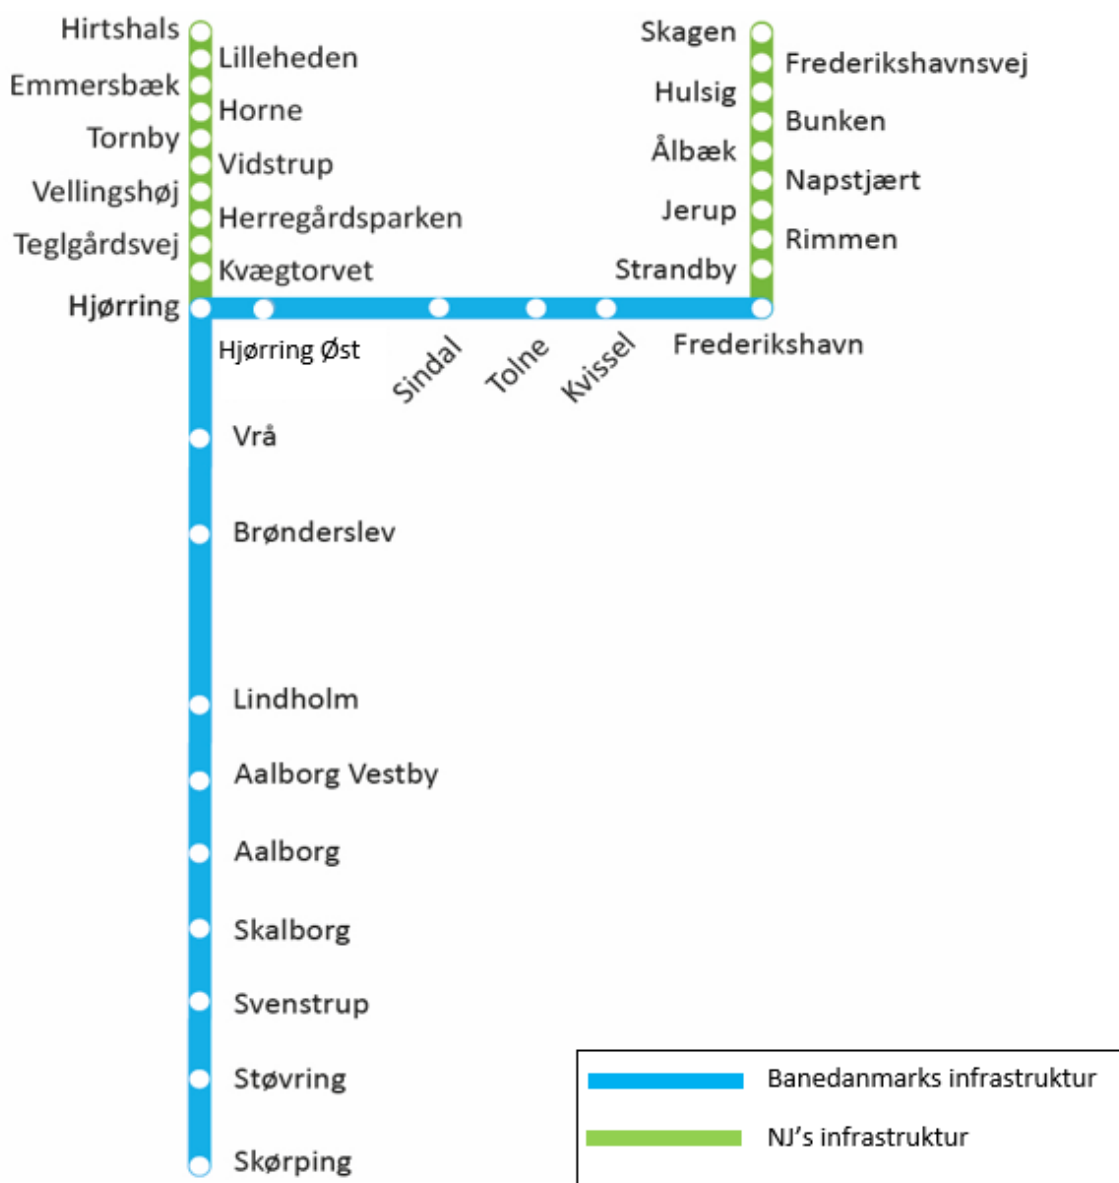 Hirtshals
Lilleheden
Emmersbæk
Horne
Tornby
Vidstrup
Vellingshøj
Herregårdsparken
Teglgårdsvej
Kvægtorvet
Hjørring
Skagen
Frederikshavnsvej
Hulsig
Bunken
Ålbæk
Napstjært
Jerup
Rimmen
Strandby
Hjørring Øst
Sindal
Tolne
Kvissel
Frederikshavn
Vrå
Brønderslev
Lindholm
Aalborg Vestby
Aalborg
Skalborg
Svenstrup
Støvring
Skørping
Banedanmarks infrastruktur
NJ's infrastruktur